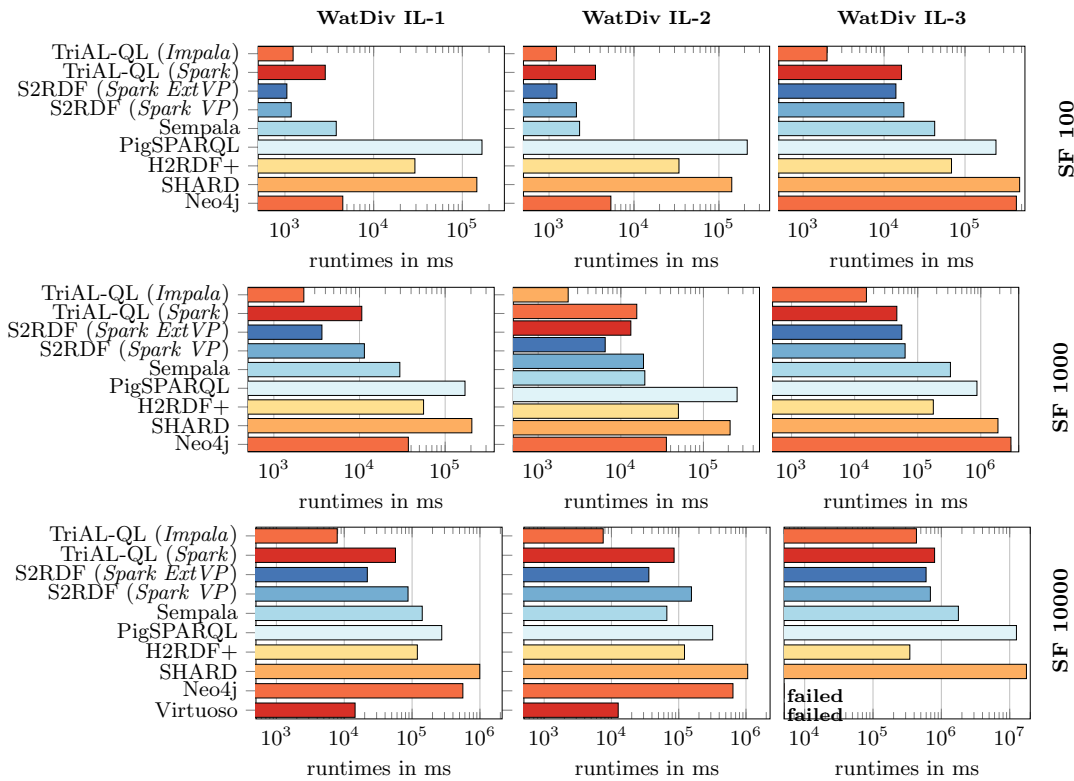 WatDiv IL-1 WatDiv IL-2 WatDiv IL-3
TriAL-QL (Impala)
TriAL-QL (Spark)
S2RDF (Spark ExtVP)
S2RDF (Spark VP)
Sempala
PigSPARQL
H2RDF+
SHARD
Neo4j
SF 100
10^3 10^4 10^5 10^3 10^4 10^5 10^3 10^4 10^5
runtimes in ms runtimes in ms runtimes in ms
TriAL-QL (Impala)
TriAL-QL (Spark)
S2RDF (Spark ExtVP)
S2RDF (Spark VP)
Sempala
PigSPARQL
H2RDF+
SHARD
Neo4j
SF 1000
10^3 10^4 10^5 10^3 10^4 10^5 10^3 10^4 10^5 10^6
runtimes in ms runtimes in ms runtimes in ms
TriAL-QL (Impala)
TriAL-QL (Spark)
S2RDF (Spark ExtVP)
S2RDF (Spark VP)
Sempala
PigSPARQL
H2RDF+
SHARD
Neo4j failed
Virtuoso failed
SF 10000
10^3 10^4 10^5 10^6 10^3 10^4 10^5 10^6 10^4 10^5 10^6 10^7
runtimes in ms runtimes in ms runtimes in ms